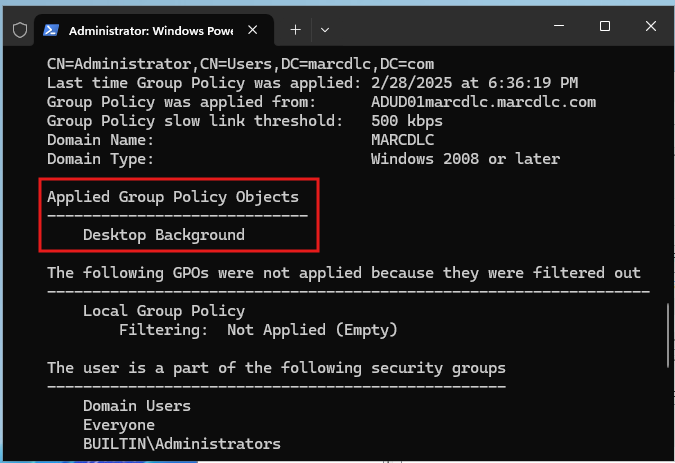 Administrator: Windows Powe
CN=Administrator,CN=Users,DC=marcdlc,DC=com
Last time Group Policy was applied: 2/28/2025 at 6:36:19 PM
Group Policy was applied from:      ADUD01marcdlc.marcdlc.com
Group Policy slow link threshold:   500 kbps
Domain Name:                        MARCDLC
Domain Type:                        Windows 2008 or later
Applied Group Policy Objects
-----------------------------
Desktop Background
The following GPOs were not applied because they were filtered out
-------------------------------------------------------------------
Local Group Policy
Filtering:  Not Applied (Empty)
The user is a part of the following security groups
---------------------------------------------------
Domain Users
Everyone
BUILTIN\Administrators